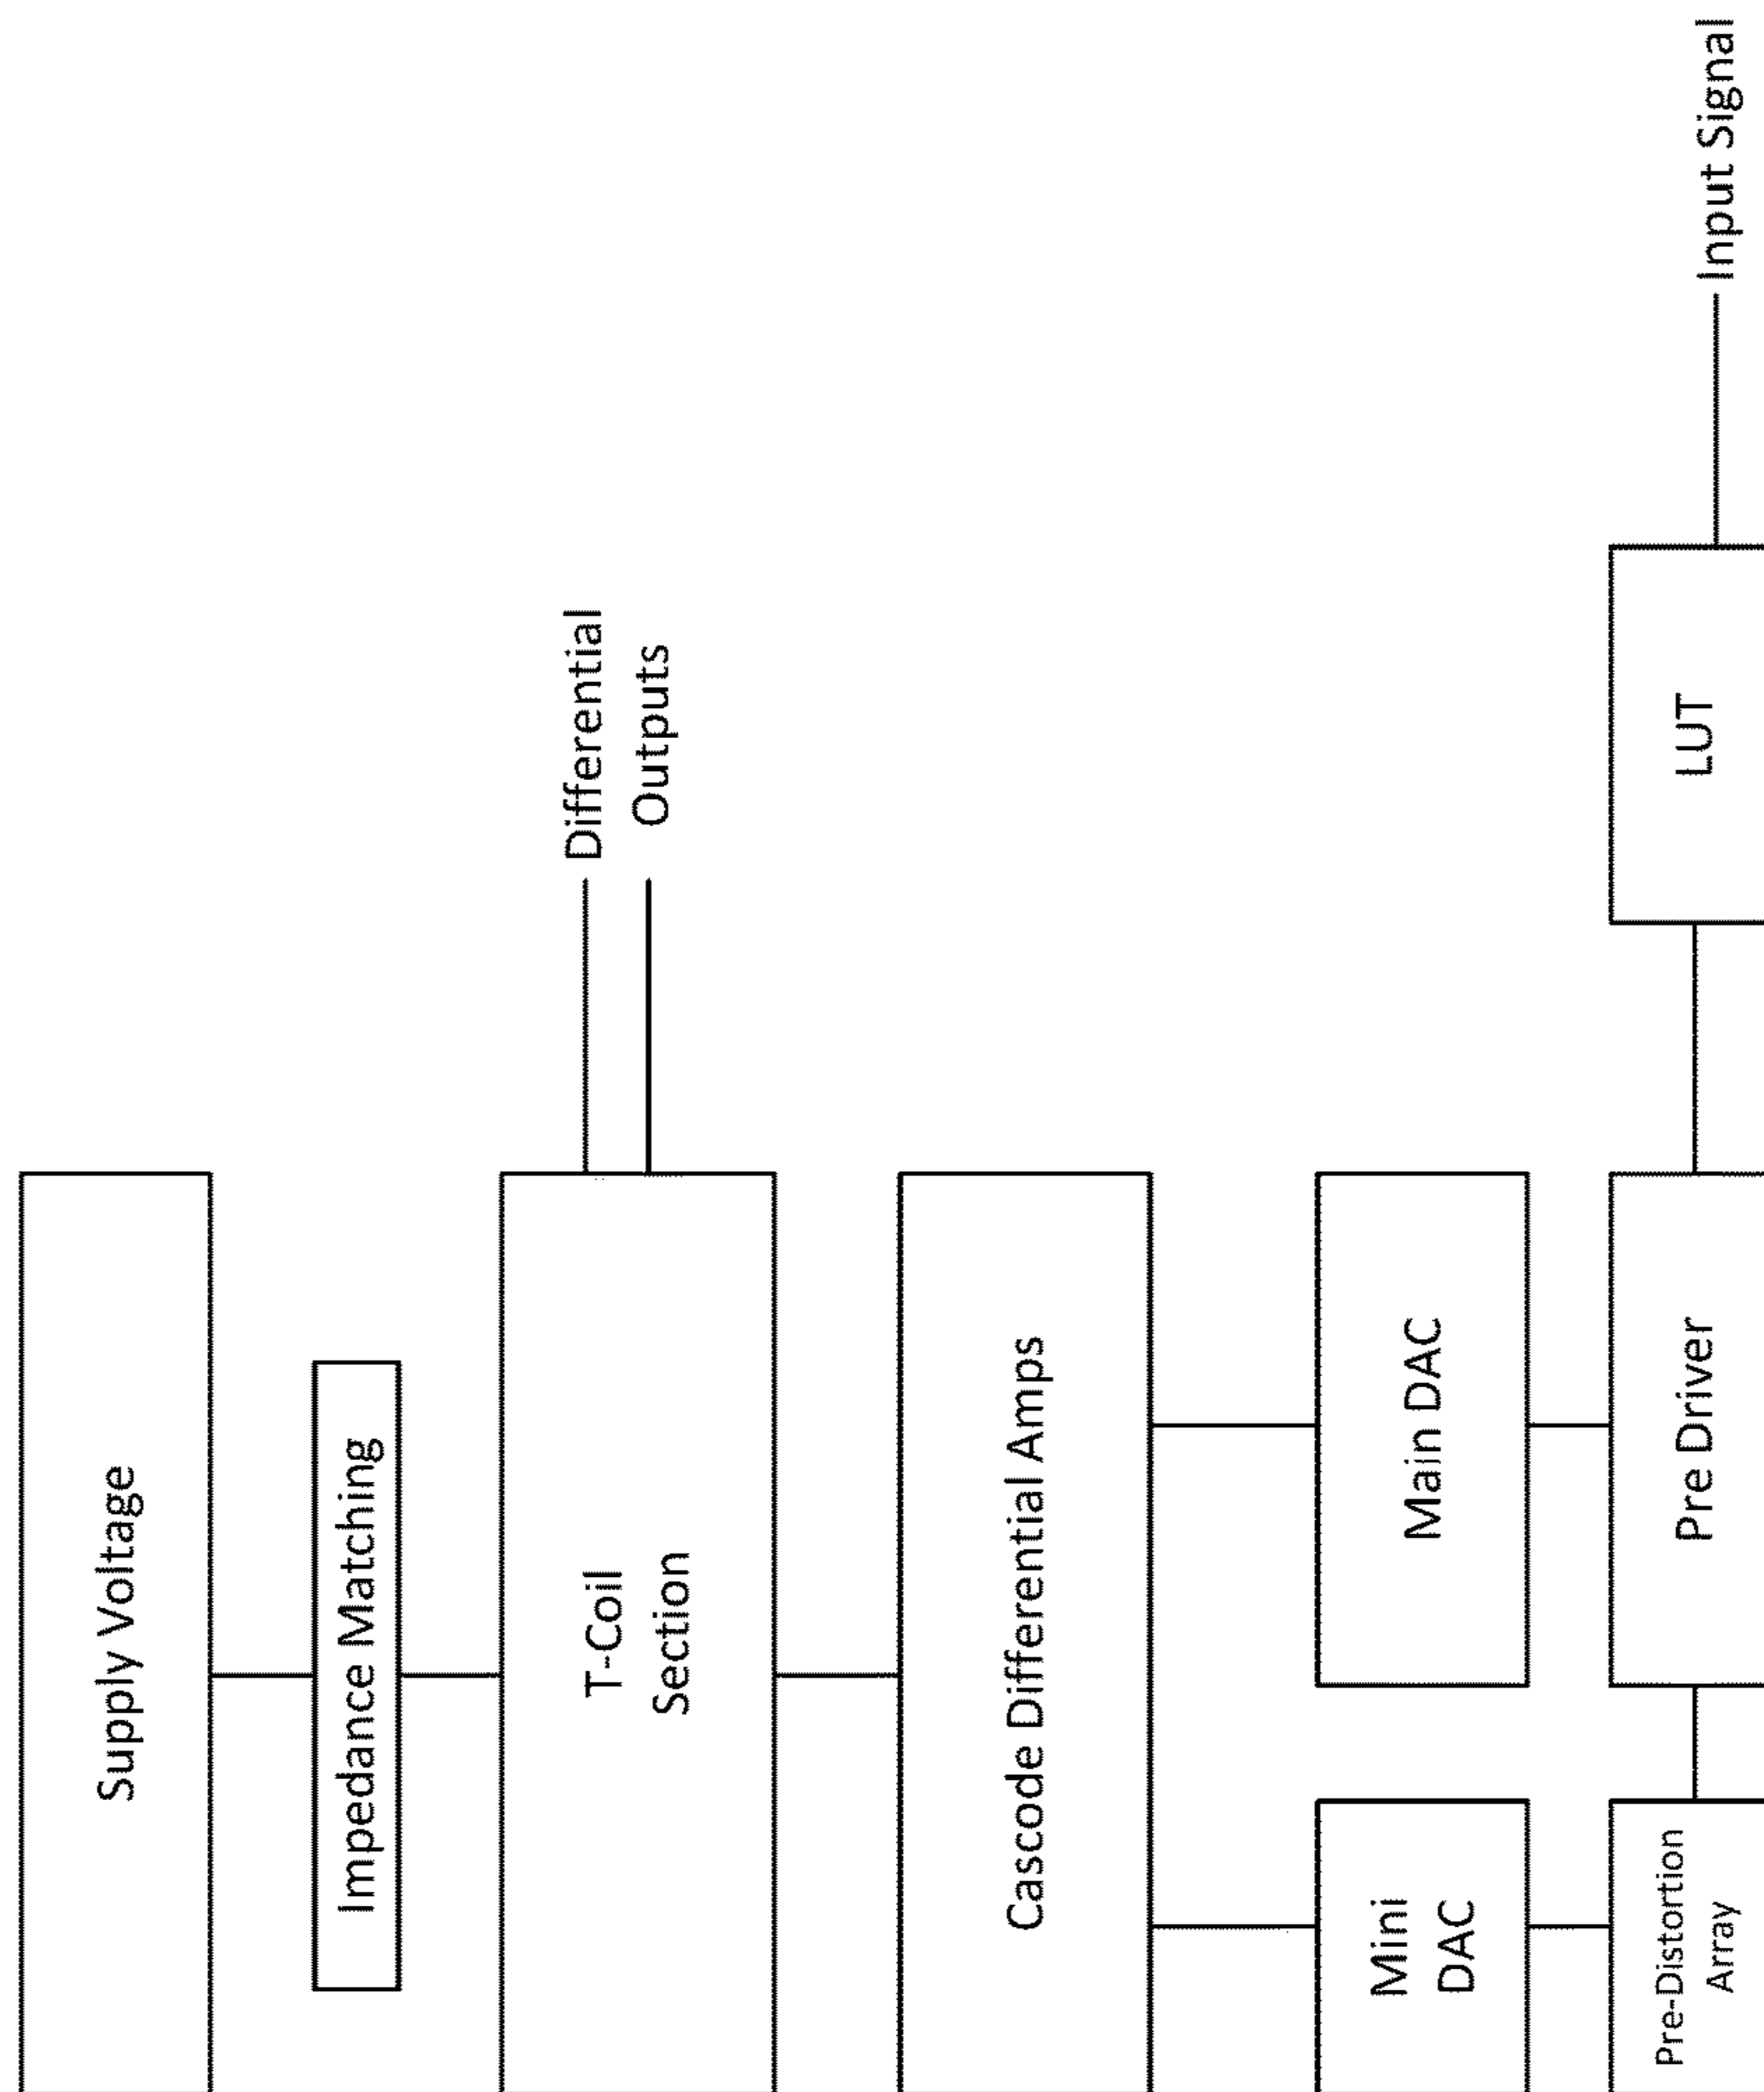 Supply Voltage
Impedance Matching
T-Coil
Section
Differential
Outputs
Cascode Differential Amps
Mini
DAC
Main DAC
Pre-Distortion
Array
Pre Driver
LUT
Input Signal